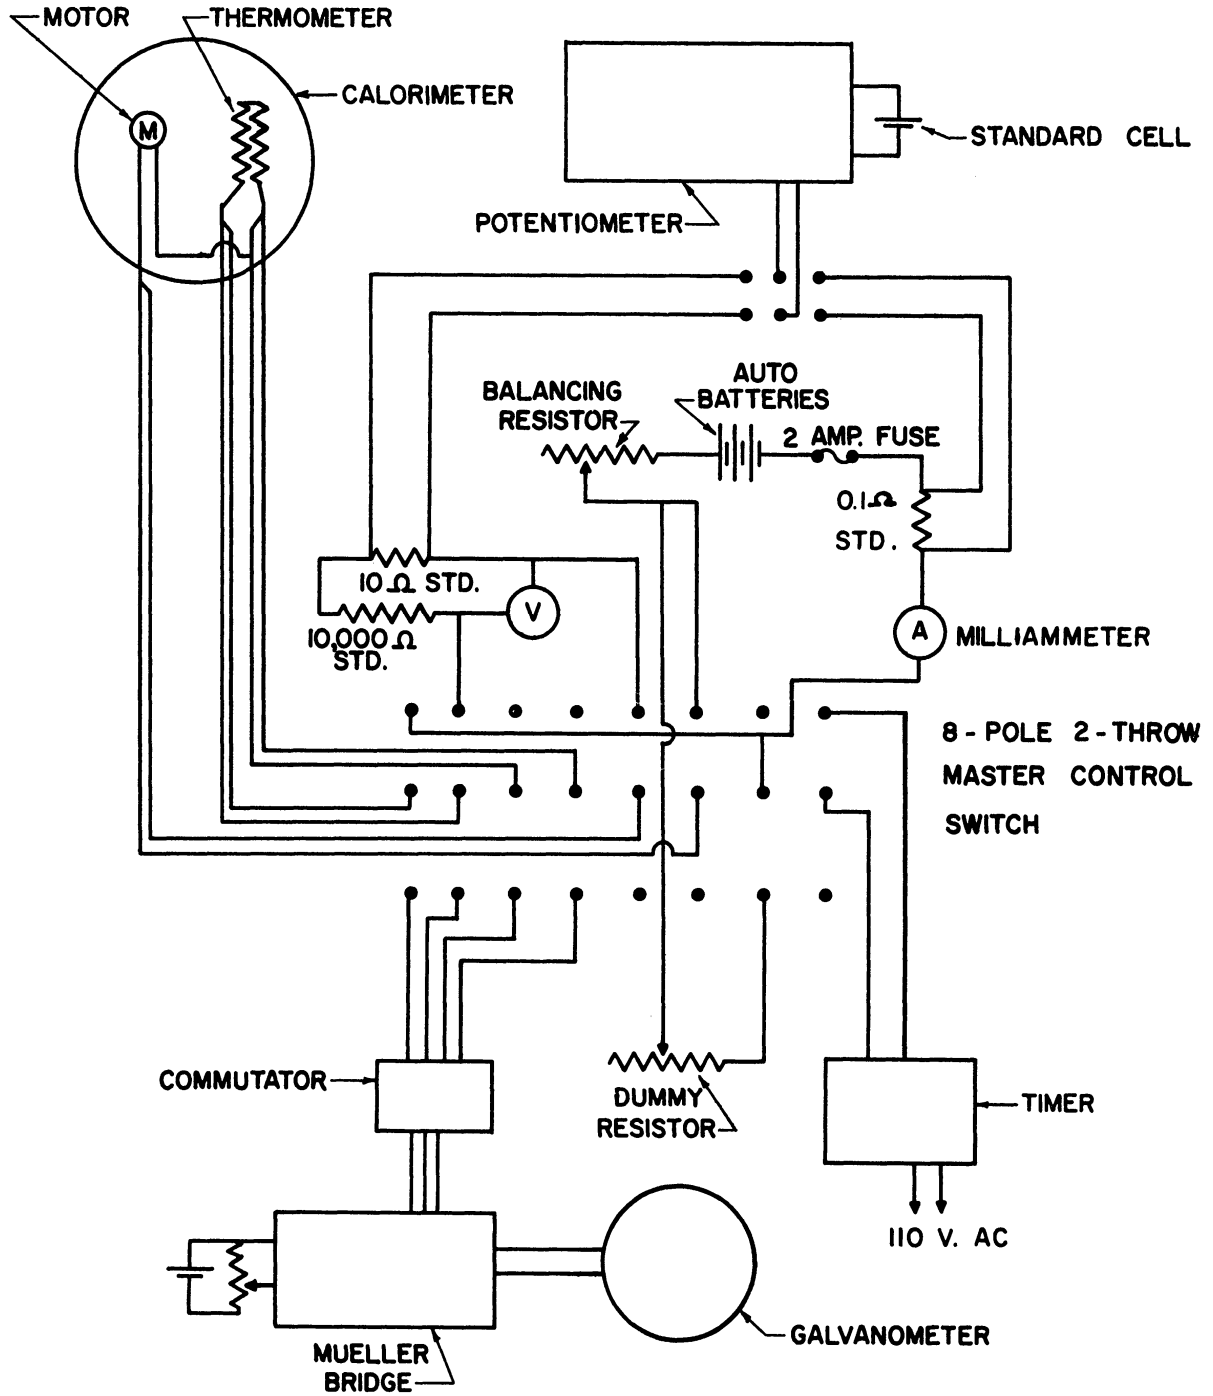 MOTOR
THERMOMETER
CALORIMETER
M
STANDARD CELL
POTENTIOMETER
AUTO
BATTERIES
BALANCING
RESISTOR
2 AMP. FUSE
0.1Ω
STD.
10Ω STD.
V
10,000 Ω
STD.
A
MILLIAMMETER
8-POLE 2-THROW
MASTER CONTROL
SWITCH
COMMUTATOR
DUMMY
RESISTOR
TIMER
110 V. AC
GALVANOMETER
MUELLER
BRIDGE